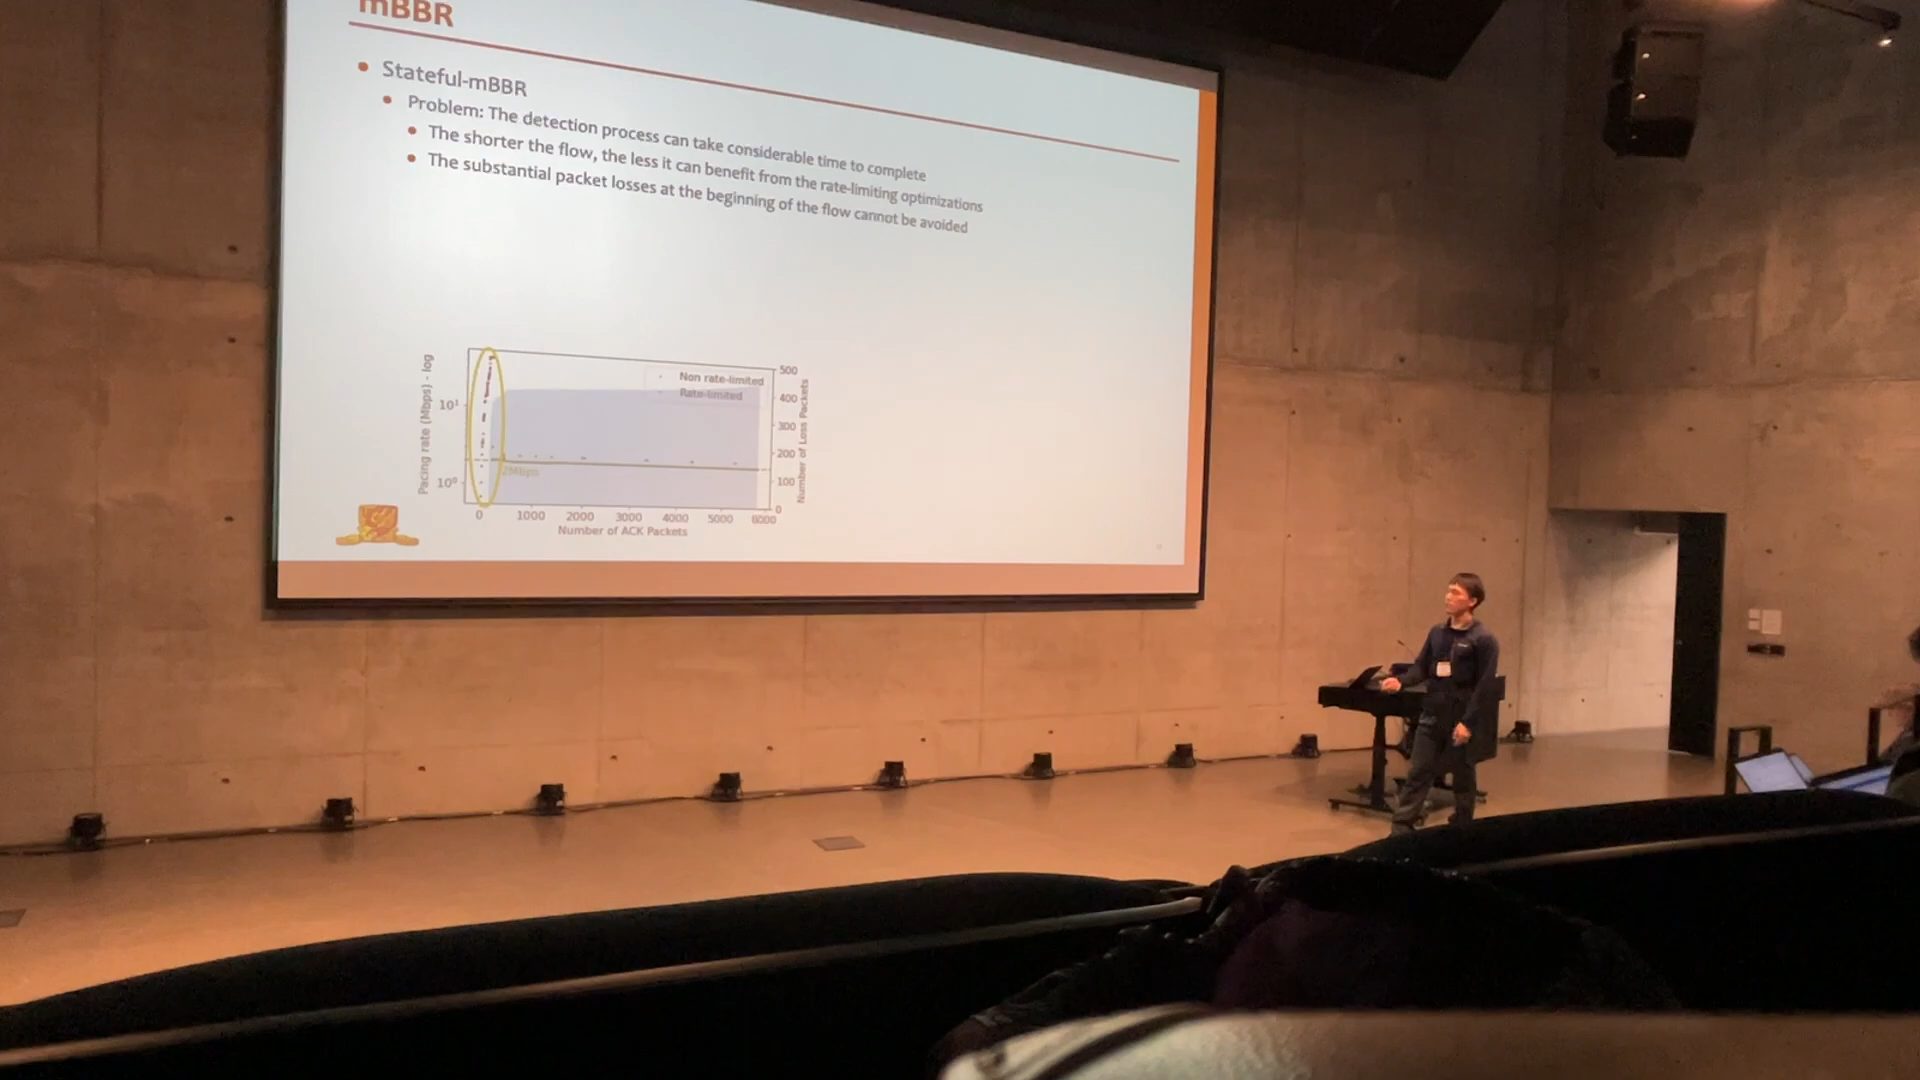 mBBR
Stateful-mBBR
Problem: The detection process can take considerable time to complete
The shorter the flow, the less it can benefit from the rate-limiting optimizations
The substantial packet losses at the beginning of the flow cannot be avoided
Pacing rate (Mbps) - log
10¹
10⁰
Non rate-limited
Rate-limited
2Mbps
500
400
300
200
100
0
Number of Loss Packets
0 1000 2000 3000 4000 5000 6000
Number of ACK Packets